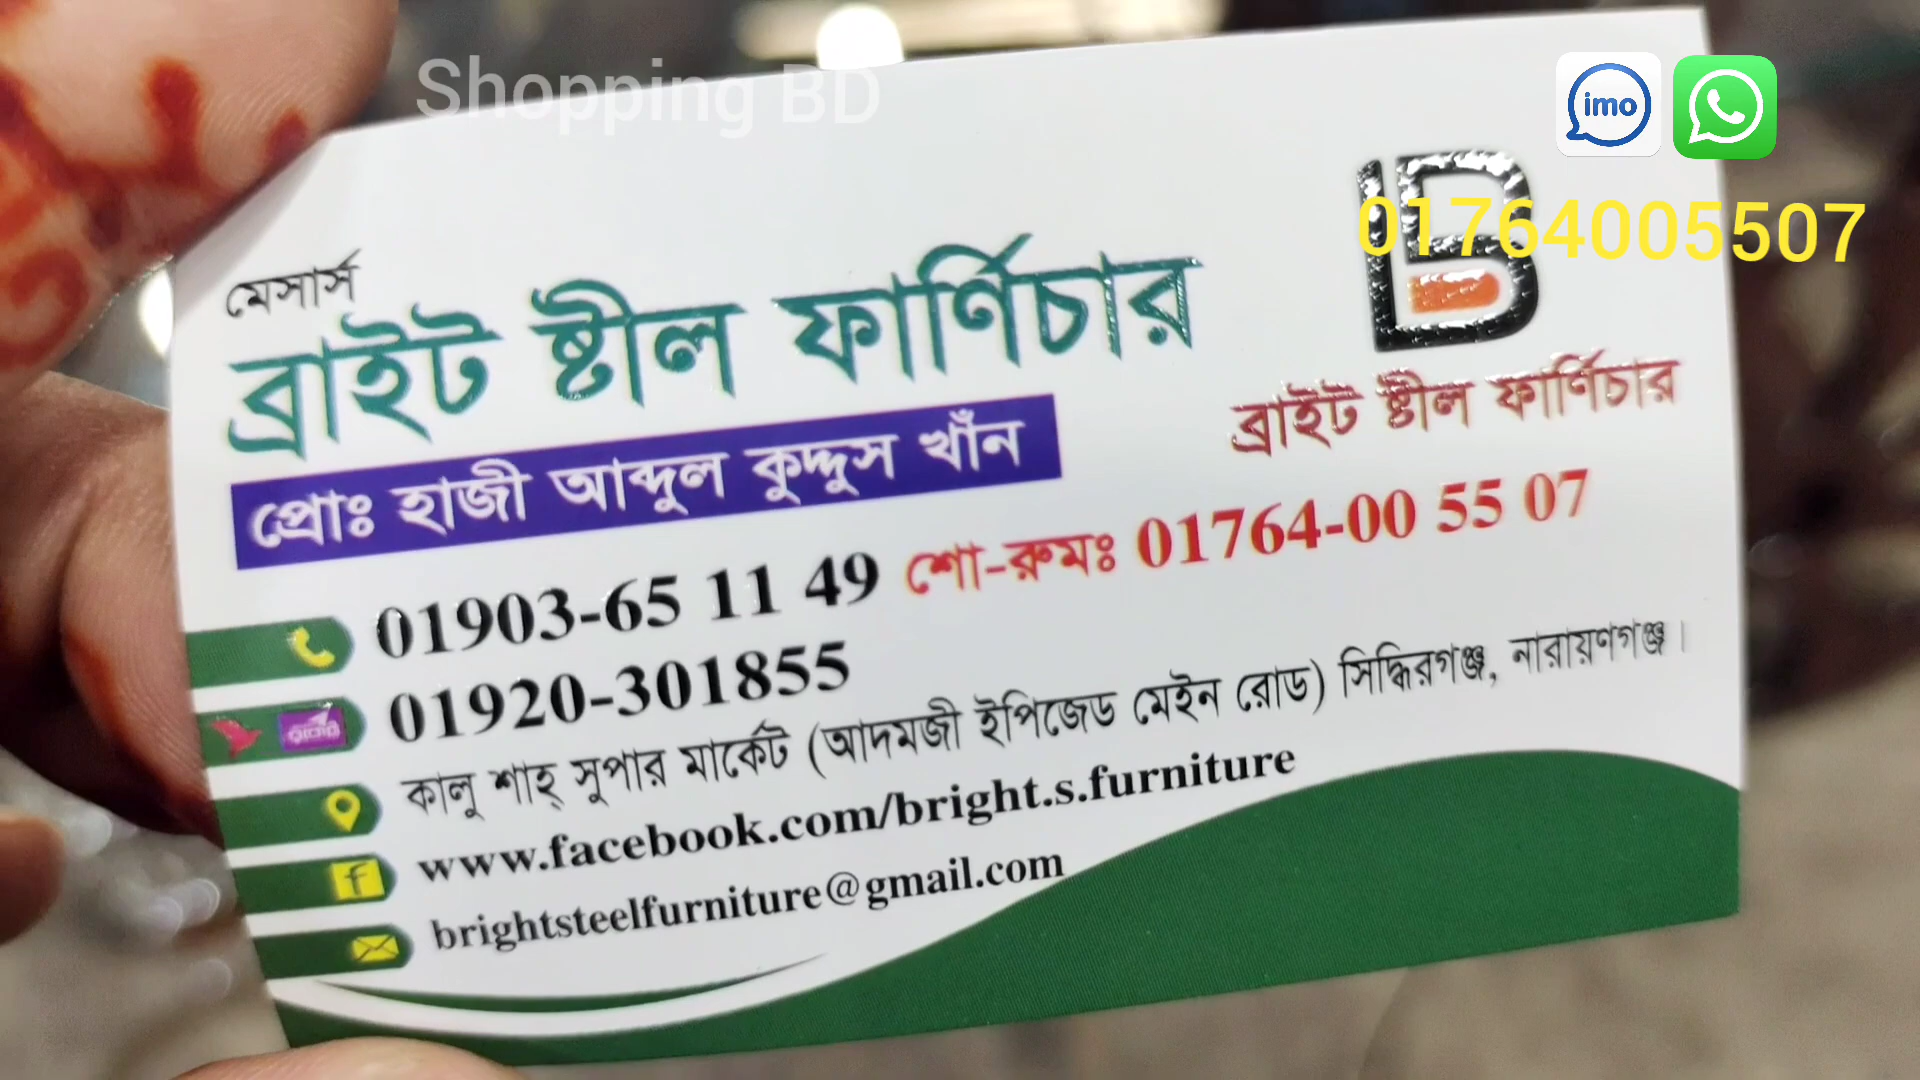 Shopping BD
imo
01764005507
মেসার্স
ব্রাইট ষ্টীল ফার্ণিচার
প্রোঃ হাজী আব্দুল কুদ্দুস খাঁন
B
ব্রাইট ষ্টীল ফার্ণিচার
01903-65 11 49 শো-রুমঃ 01764-00 55 07
01920-301855
কালু শাহ্ সুপার মার্কেট (আদমজী ইপিজেড মেইন রোড) সিদ্ধিরগঞ্জ, নারায়ণগঞ্জ।
www.facebook.com/bright.s.furniture
brightsteelfurniture@gmail.com